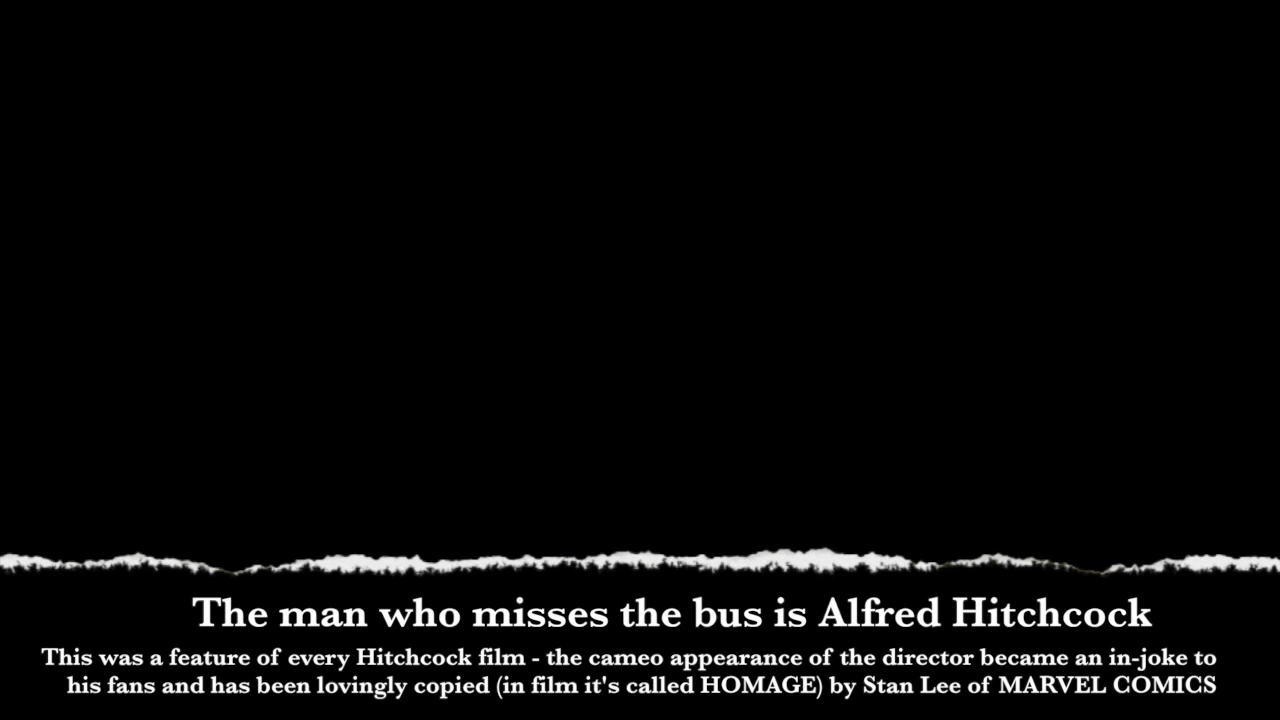 The man who misses the bus is Alfred Hitchcock
This was a feature of every Hitchcock film - the cameo appearance of the director became an in-joke to
his fans and has been lovingly copied (in film it's called HOMAGE) by Stan Lee of MARVEL COMICS